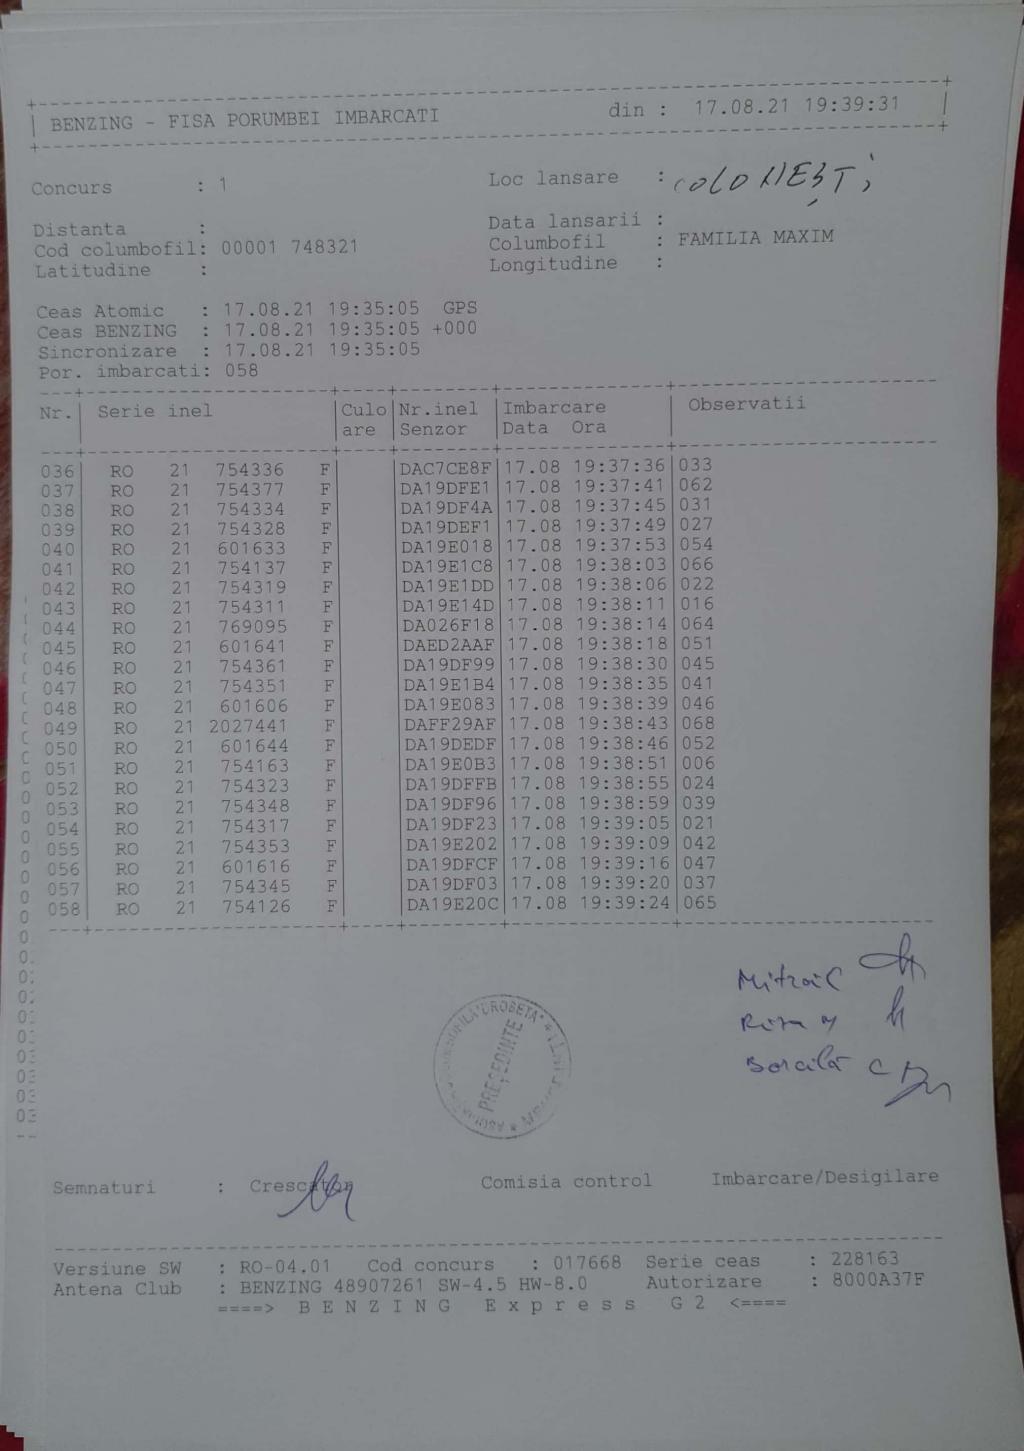 BENZING - FISA PORUMBEI IMBARCATI din : 17.08.21 19:39:31
Concurs : 1 Loc lansare : COLONEȘTI
Distanta : Data lansarii :
Cod columbofil: 00001 748321 Columbofil : FAMILIA MAXIM
Latitudine : Longitudine :
Ceas Atomic : 17.08.21 19:35:05 GPS
Ceas BENZING : 17.08.21 19:35:05 +000
Sincronizare : 17.08.21 19:35:05
Por. imbarcati: 058
Nr. Serie inel Culo Nr.inel Imbarcare Observatii
are Senzor Data Ora
036 RO 21 754336 F DAC7CE8F 17.08 19:37:36 033
037 RO 21 754377 F DA19DFE1 17.08 19:37:41 062
038 RO 21 754334 F DA19DF4A 17.08 19:37:45 031
039 RO 21 754328 F DA19DEF1 17.08 19:37:49 027
040 RO 21 601633 F DA19E018 17.08 19:37:53 054
041 RO 21 754137 F DA19E1C8 17.08 19:38:03 066
042 RO 21 754319 F DA19E1DD 17.08 19:38:06 022
043 RO 21 754311 F DA19E14D 17.08 19:38:11 016
044 RO 21 769095 F DA026F18 17.08 19:38:14 064
045 RO 21 601641 F DAED2AAF 17.08 19:38:18 051
046 RO 21 754361 F DA19DF99 17.08 19:38:30 045
047 RO 21 754351 F DA19E1B4 17.08 19:38:35 041
048 RO 21 601606 F DA19E083 17.08 19:38:39 046
049 RO 21 2027441 F DAFF29AF 17.08 19:38:43 068
050 RO 21 601644 F DA19DEDF 17.08 19:38:46 052
051 RO 21 754163 F DA19E0B3 17.08 19:38:51 006
052 RO 21 754323 F DA19DFFB 17.08 19:38:55 024
053 RO 21 754348 F DA19DF96 17.08 19:38:59 039
054 RO 21 754317 F DA19DF23 17.08 19:39:05 021
055 RO 21 754353 F DA19E202 17.08 19:39:09 042
056 RO 21 601616 F DA19DFCF 17.08 19:39:16 047
057 RO 21 754345 F DA19DF03 17.08 19:39:20 037
058 RO 21 754126 F DA19E20C 17.08 19:39:24 065
"DROBETA"
PREȘEDINTE
Borcilă C
Semnaturi : Crescator Comisia control Imbarcare/Desigilare
Versiune SW : RO-04.01 Cod concurs : 017668 Serie ceas : 228163
Antena Club : BENZING 48907261 SW-4.5 HW-8.0 Autorizare : 8000A37F
====> B E N Z I N G E x p r e s s G 2 <====